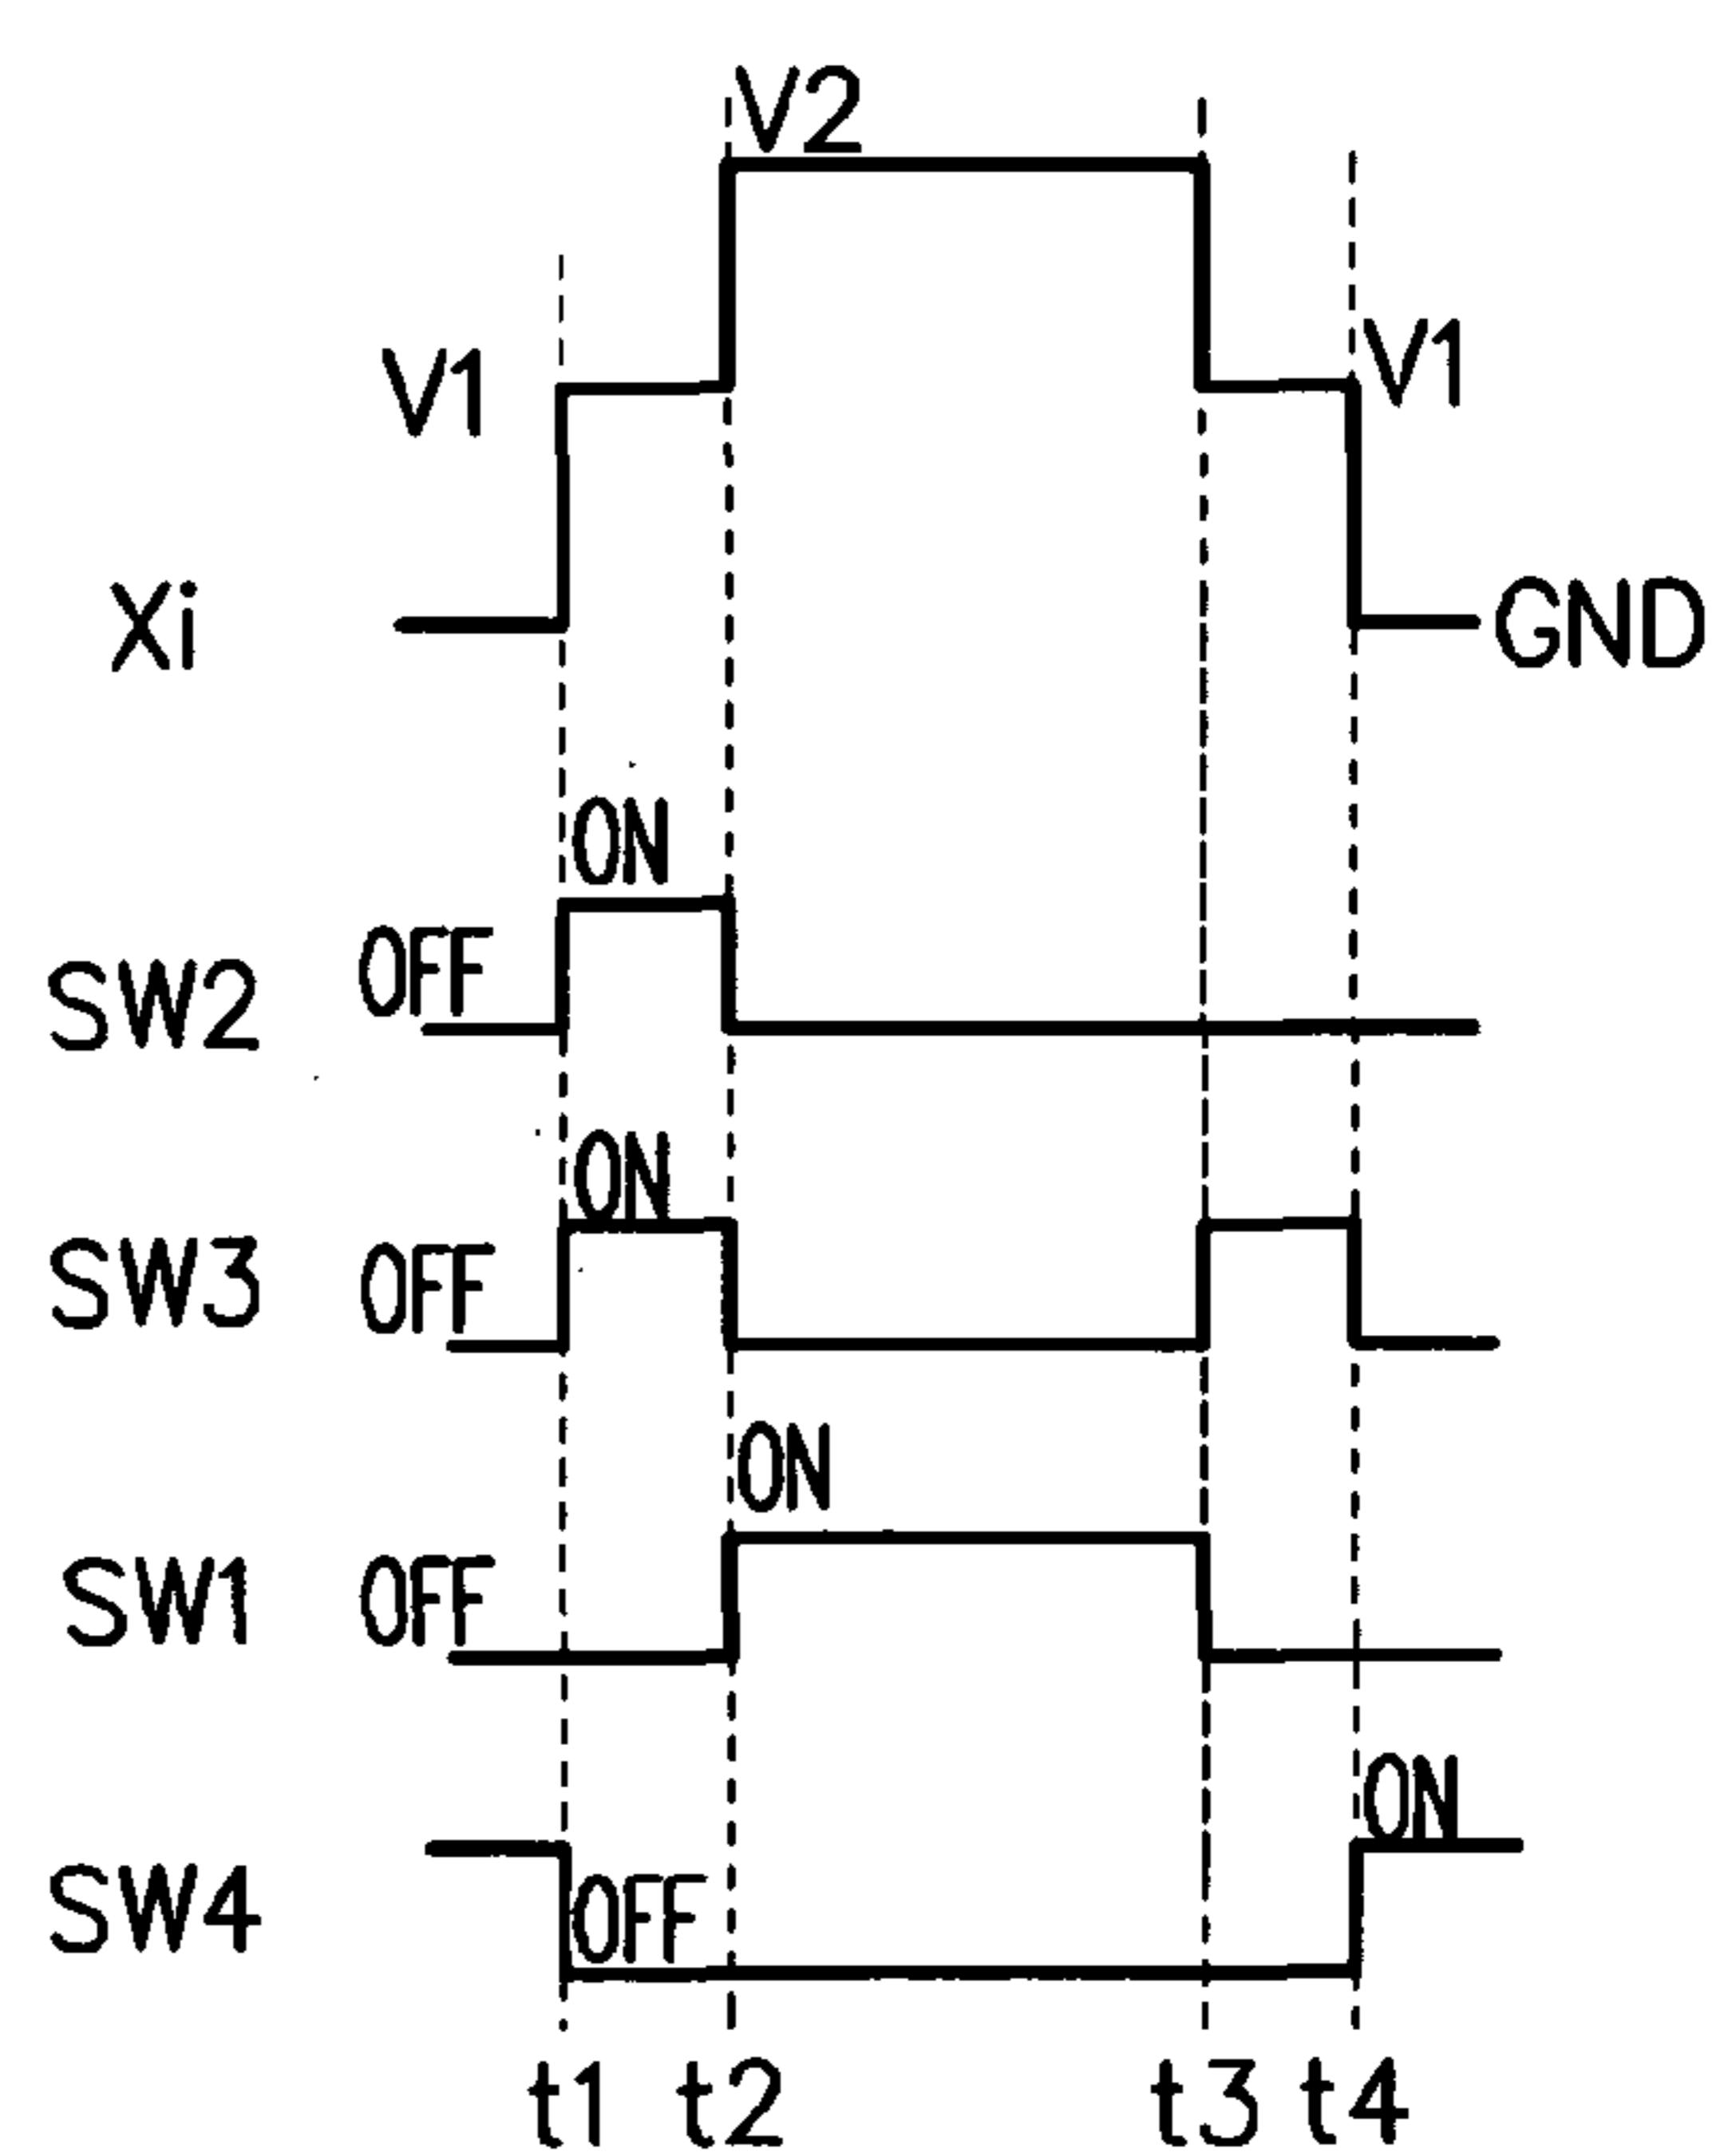 V2
V1
V1
Xi
GND
ON
SW2
OFF
ON
SW3
OFF
ON
SW1
OFF
ON
SW4
OFF
t1 t2 t3 t4